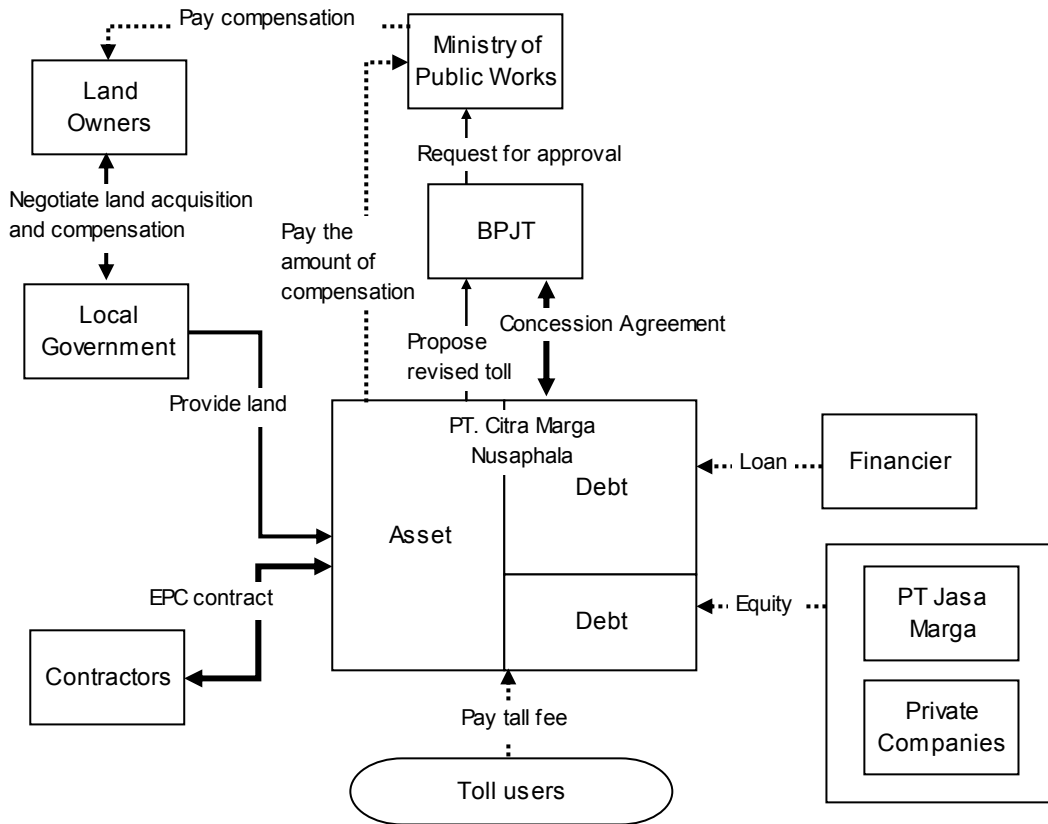 Pay compensation
Ministry of
Public Works
Land
Owners
Request for approval
Negotiate land acquisition
and compensation
BPJT
Pay the
amount of
compensation
Local
Government
Concession Agreement
Propose
revised toll
Provide land
PT. Citra Marga
Nusaphala
Debt
Loan
Financier
Asset
EPC contract
Debt
Equity
PT Jasa
Marga
Contractors
Private
Companies
Pay tall fee
Toll users